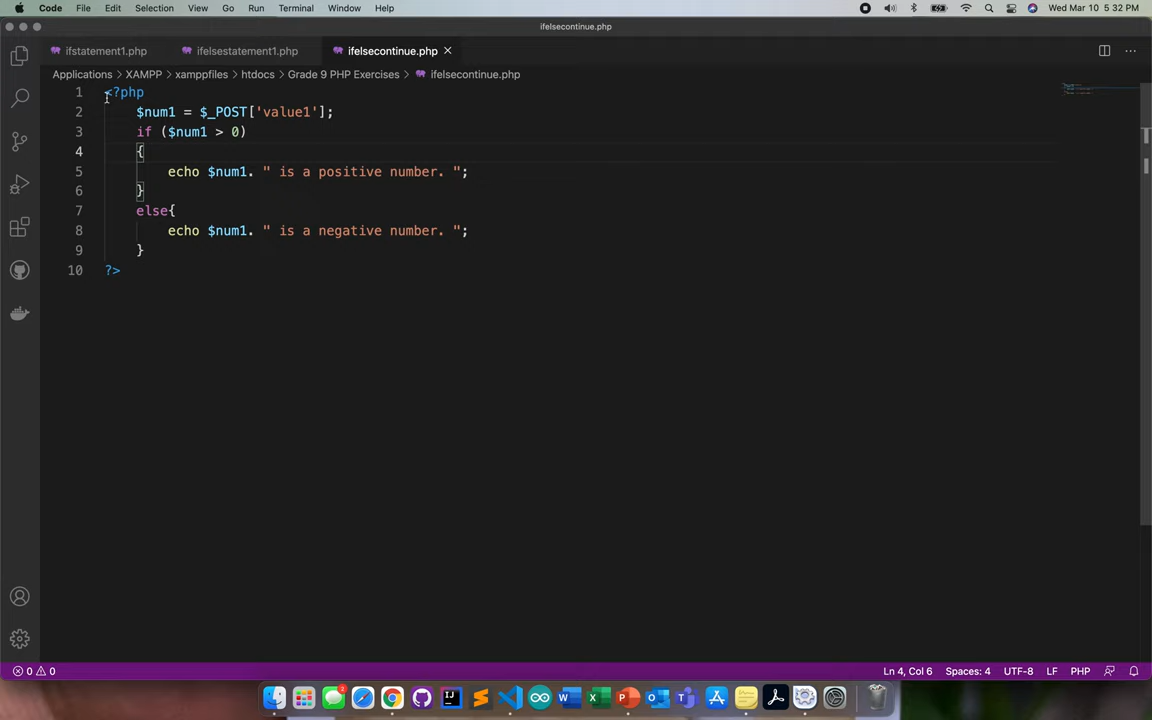 Code File Edit Selection View Go Run Terminal Window Help Wed Mar 10 5:32 PM
ifelsecontinue.php
ifstatement1.php ifelsestatement1.php ifelsecontinue.php
Applications > XAMPP > xamppfiles > htdocs > Grade 9 PHP Exercises > ifelsecontinue.php
1 <?php
2 $num1 = $_POST['value1'];
3 if ($num1 > 0)
4 {
5 echo $num1. " is a positive number. ";
6 }
7 else{
8 echo $num1. " is a negative number. ";
9 }
10 ?>
0 0 Ln 4, Col 6 Spaces: 4 UTF-8 LF PHP
2